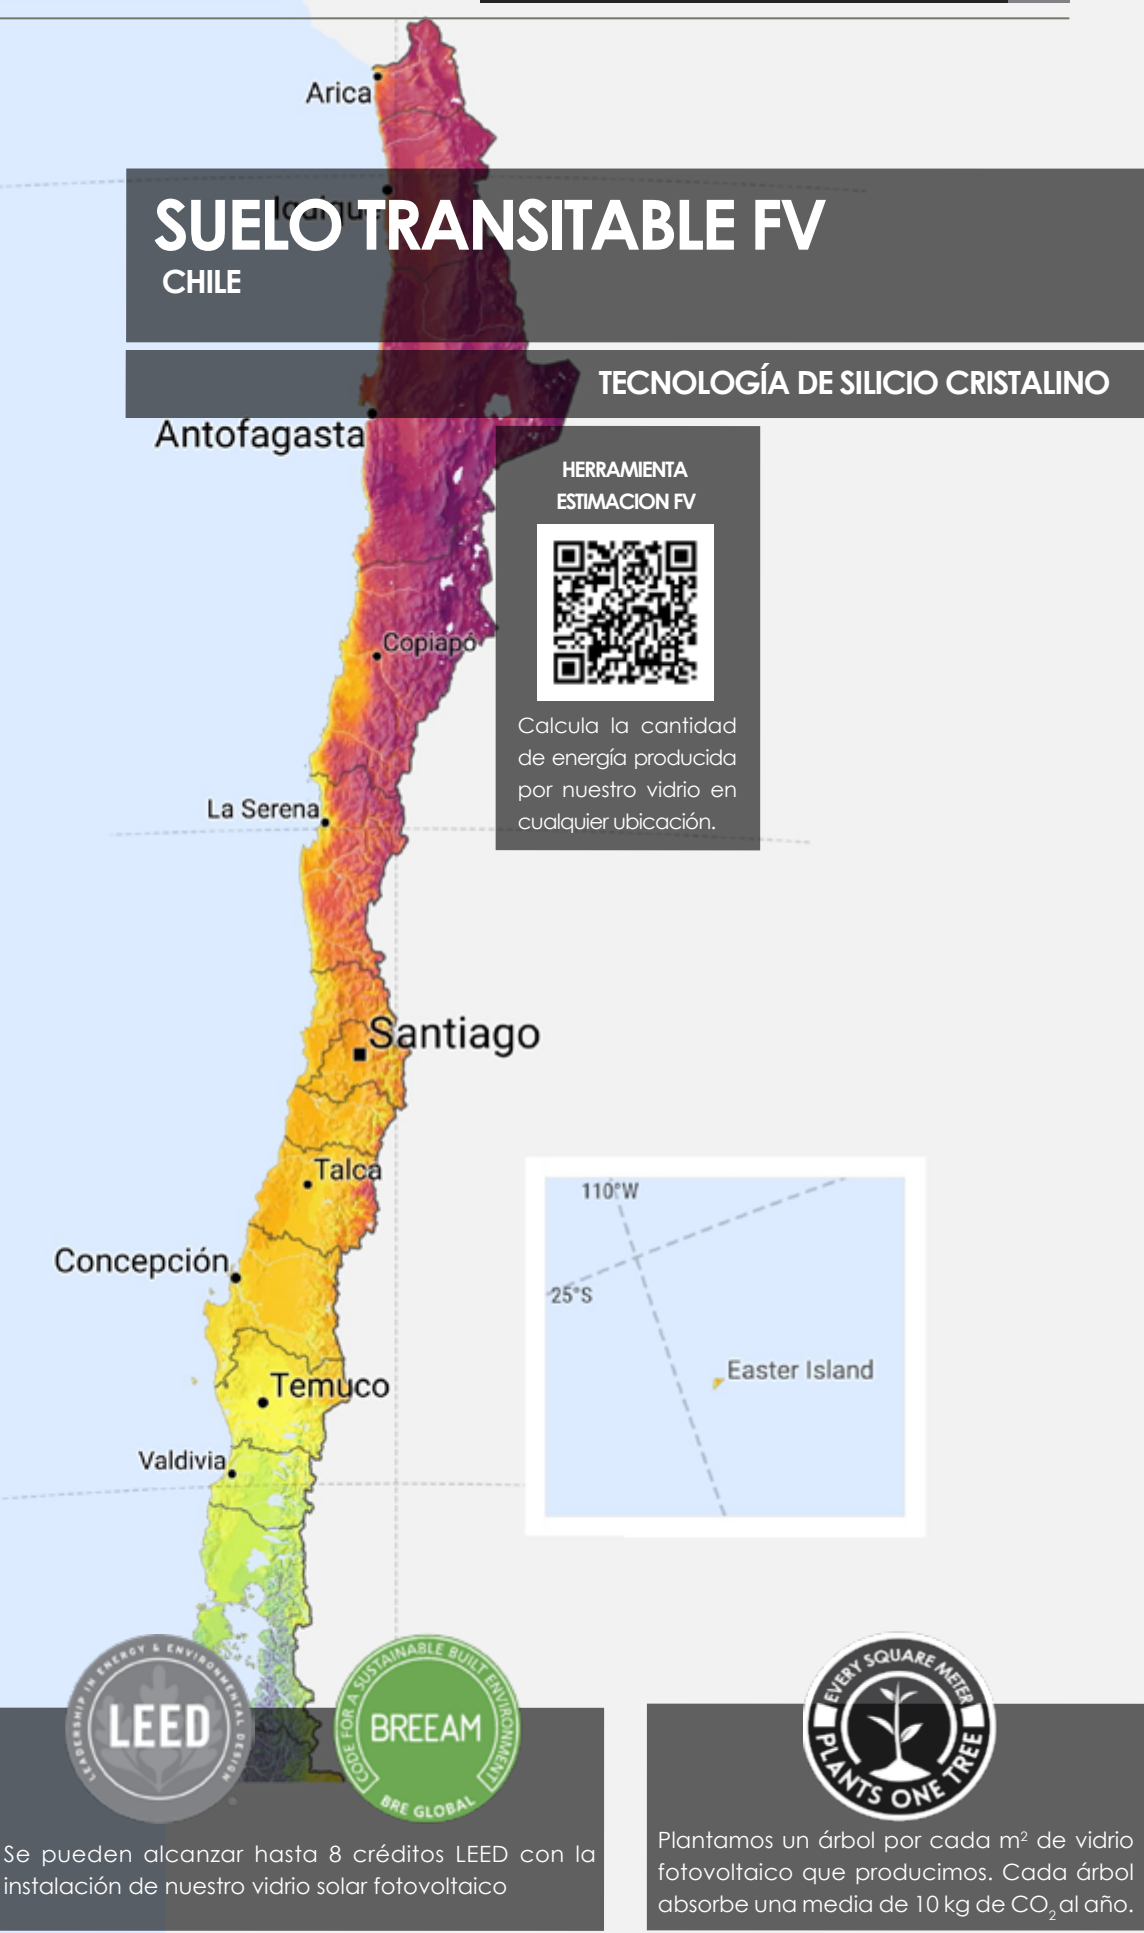 Arica
Iquique
SUELO TRANSITABLE FV
CHILE
TECNOLOGÍA DE SILICIO CRISTALINO
Antofagasta
HERRAMIENTA
ESTIMACION FV
Copiapó
Calcula la cantidad
de energía producida
por nuestro vidrio en
cualquier ubicación.
La Serena
Santiago
Talca
110°W
Concepción
25°S
Easter Island
Temuco
Valdivia
LEADERSHIP IN ENERGY & ENVIRONMENTAL DESIGN
LEED
CODE FOR A SUSTAINABLE BUILT ENVIRONMENT
BREEAM
BRE GLOBAL
EVERY SQUARE METER
PLANTS ONE TREE
Se pueden alcanzar hasta 8 créditos LEED con la
instalación de nuestro vidrio solar fotovoltaico
Plantamos un árbol por cada m² de vidrio
fotovoltaico que producimos. Cada árbol
absorbe una media de 10 kg de CO₂ al año.